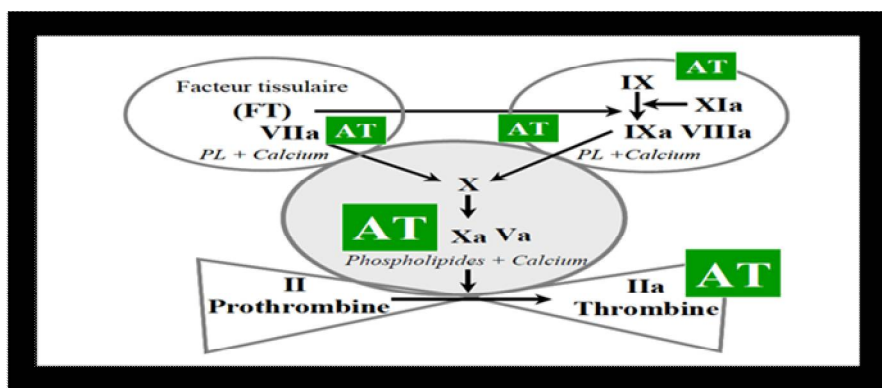 Facteur tissulaire
(FT)
VIIa
AT
PL + Calcium
AT
IX
XIa
AT
IXa VIIIa
PL +Calcium
X
AT
Xa Va
Phospholipides + Calcium
II
Prothrombine
IIa
Thrombine
AT